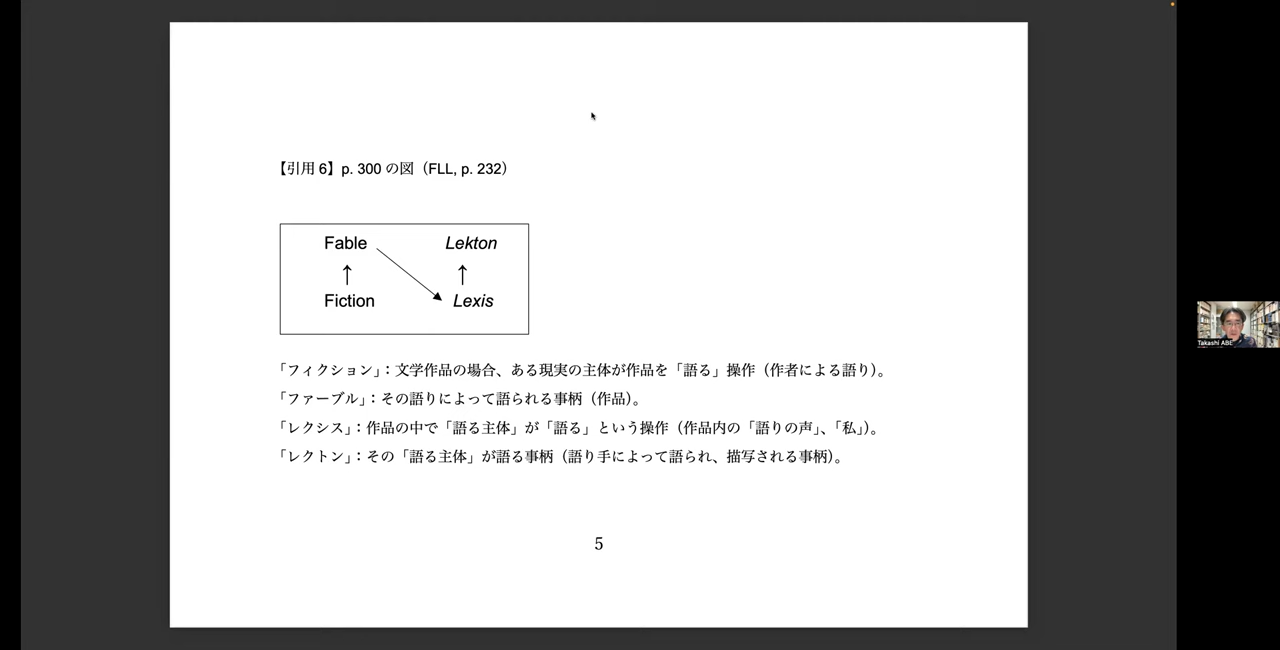 【引用 6】p. 300 の図（FLL, p. 232）
Fable Lekton
↑ ↑
Fiction Lexis
「フィクション」：文学作品の場合、ある現実の主体が作品を「語る」操作（作者による語り）。
「ファーブル」：その語りによって語られる事柄（作品）。
「レクシス」：作品の中で「語る主体」が「語る」という操作（作品内の「語りの声」、「私」）。
「レクトン」：その「語る主体」が語る事柄（語り手によって語られ、描写される事柄）。
5
Takashi ABE